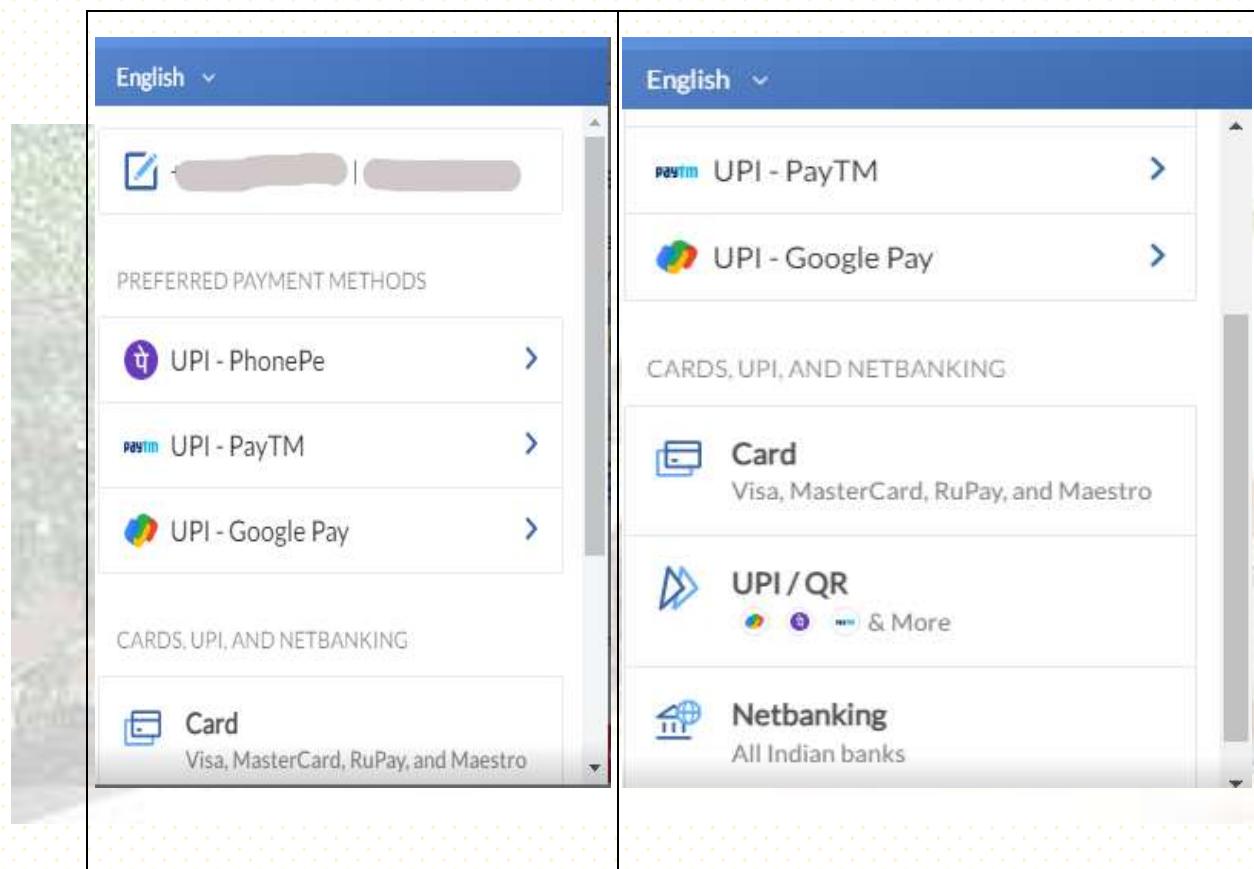 English
|
PREFERRED PAYMENT METHODS
पे UPI - PhonePe
paytm UPI - PayTM
UPI - Google Pay
CARDS, UPI, AND NETBANKING
Card
Visa, MasterCard, RuPay, and Maestro
English
paytm UPI - PayTM
UPI - Google Pay
CARDS, UPI, AND NETBANKING
Card
Visa, MasterCard, RuPay, and Maestro
UPI / QR
पे paytm & More
Netbanking
All Indian banks